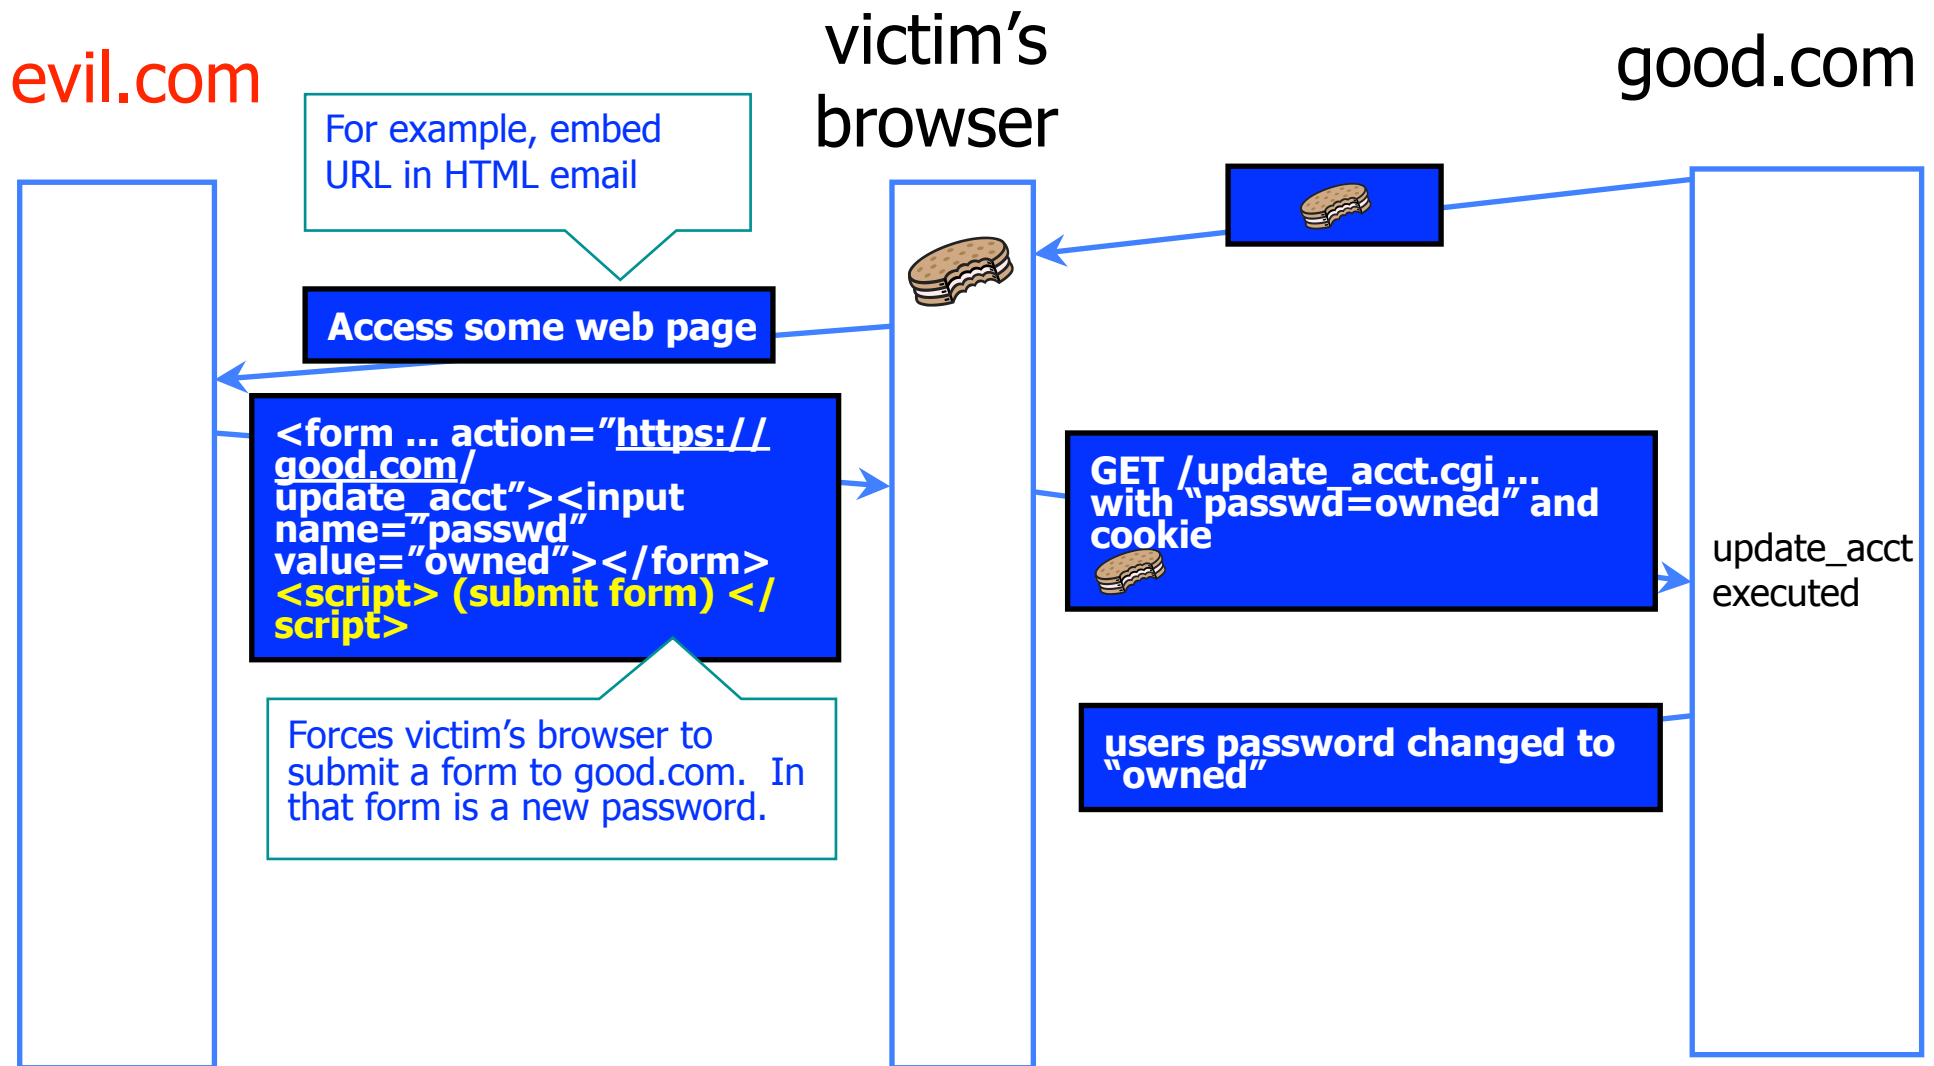 evil.com
victim’s
browser
good.com
For example, embed
URL in HTML email
Access some web page
<form … action=″https://
good.com/
update_acct″><input
name=″passwd″
value=″owned″></form>
<script> (submit form) </
script>
GET /update_acct.cgi …
with “passwd=owned” and
cookie
update_acct
executed
Forces victim’s browser to
submit a form to good.com.  In
that form is a new password.
users password changed to
“owned”